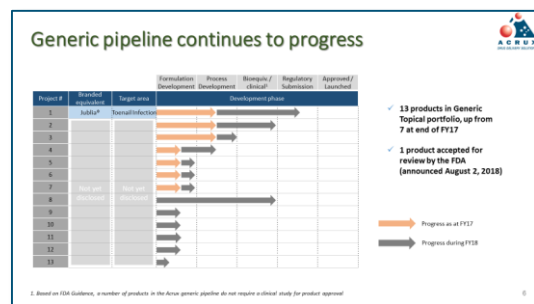 Generic pipeline continues to progress
ACRUX
Formulation Development
Process Development
Bioequis / clinical¹
Regulatory Submission
Approved / Launched
Project # Branded equivalent Target area Development phase
1 Jublia® Toenail Infection
2
3
4
5
6
7 Not yet disclosed Not yet disclosed
8
9
10
11
12
13
✓ 13 products in Generic
Topical portfolio, up from
7 at end of FY17
✓ 1 product accepted for
review by the FDA
(announced August 2, 2018)
Progress as at FY17
Progress during FY18
1. Based on FDA Guidance, a number of products in the Acrux generic pipeline do not require a clinical study for product approval
6